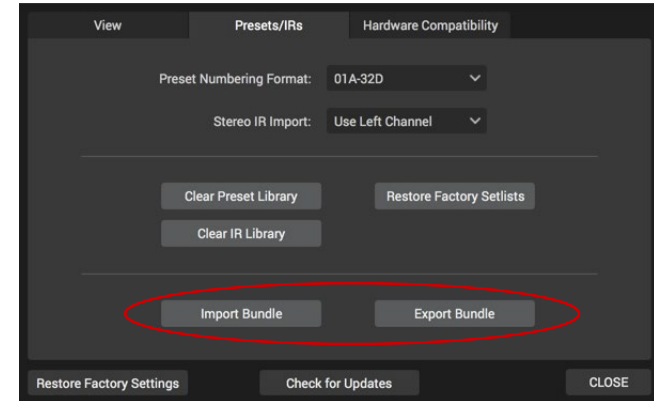 View Presets/IRs Hardware Compatibility
Preset Numbering Format: 01A-32D
Stereo IR Import: Use Left Channel
Clear Preset Library Restore Factory Setlists
Clear IR Library
Import Bundle Export Bundle
Restore Factory Settings Check for Updates CLOSE